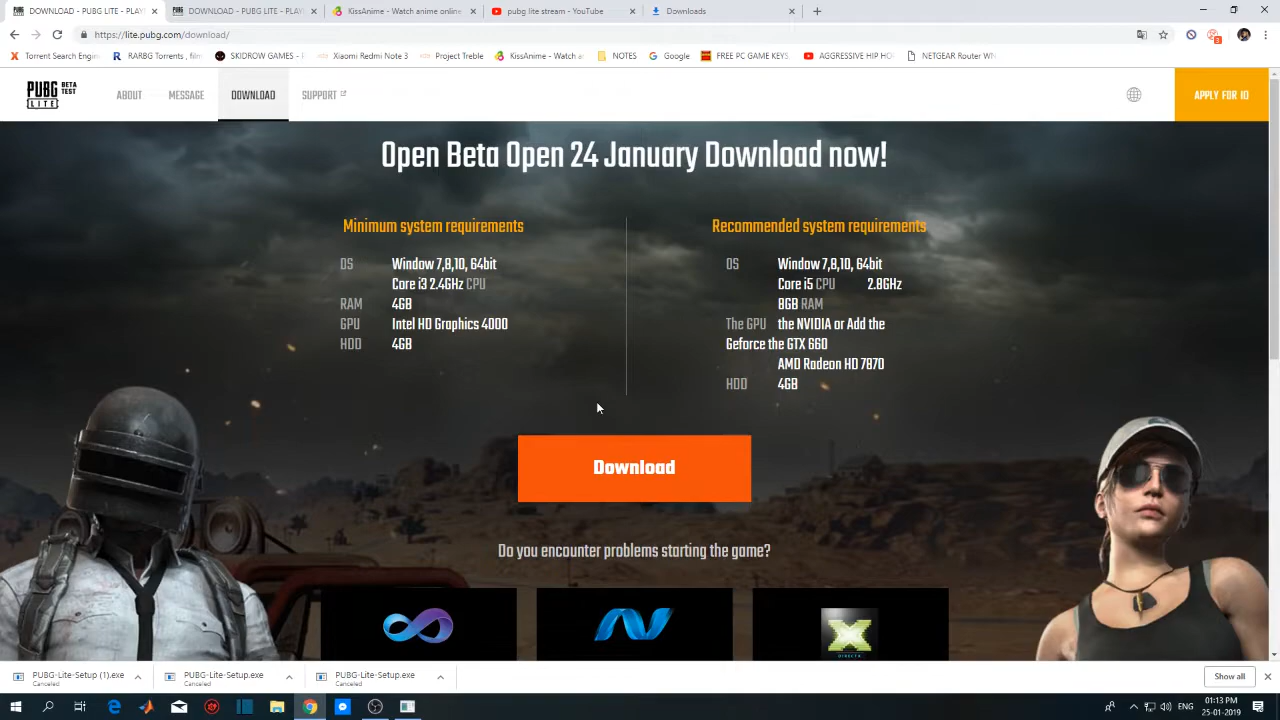 DOWNLOAD - PUBG LITE - PLAY
DOWNLOAD - PUBG LITE - PLAY
KissAnime - Watch anime online
pubg lite stream - YouTube
Downloads
https://lite.pubg.com/download/
Torrent Search Engin
RARBG Torrents , film
SKIDROW GAMES -
Xiaomi Redmi Note 3
Project Treble
KissAnime - Watch an
NOTES
Google
FREE PC GAME KEYS
AGGRESSIVE HIP HO
NETGEAR Router WN
PUBG LITE BETA TEST
ABOUT
MESSAGE
DOWNLOAD
SUPPORT
APPLY FOR ID
Open Beta Open 24 January Download now!
Minimum system requirements
OS Window 7,8,10, 64bit
Core i3 2.4GHz CPU
RAM 4GB
GPU Intel HD Graphics 4000
HDD 4GB
Recommended system requirements
OS Window 7,8,10, 64bit
Core i5 CPU 2.8GHz
8GB RAM
The GPU the NVIDIA or Add the
Geforce the GTX 660
AMD Radeon HD 7870
HDD 4GB
Download
Do you encounter problems starting the game?
PUBG-Lite-Setup (1).exe
Canceled
PUBG-Lite-Setup.exe
Canceled
PUBG-Lite-Setup.exe
Canceled
Show all
ENG
01:13 PM
25-01-2019